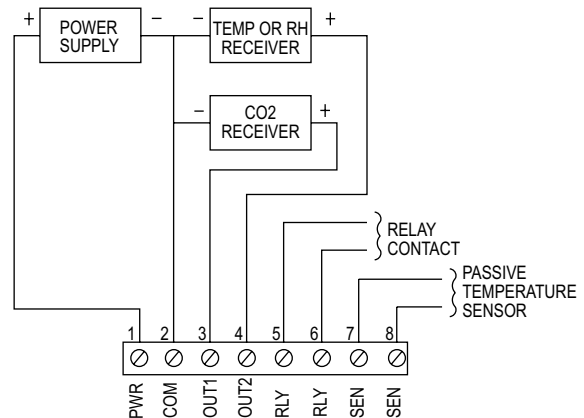 + POWER SUPPLY −
− TEMP OR RH RECEIVER +
− CO2 RECEIVER +
RELAY CONTACT
PASSIVE TEMPERATURE SENSOR
1 2 3 4 5 6 7 8
PWR COM OUT1 OUT2 RLY RLY SEN SEN